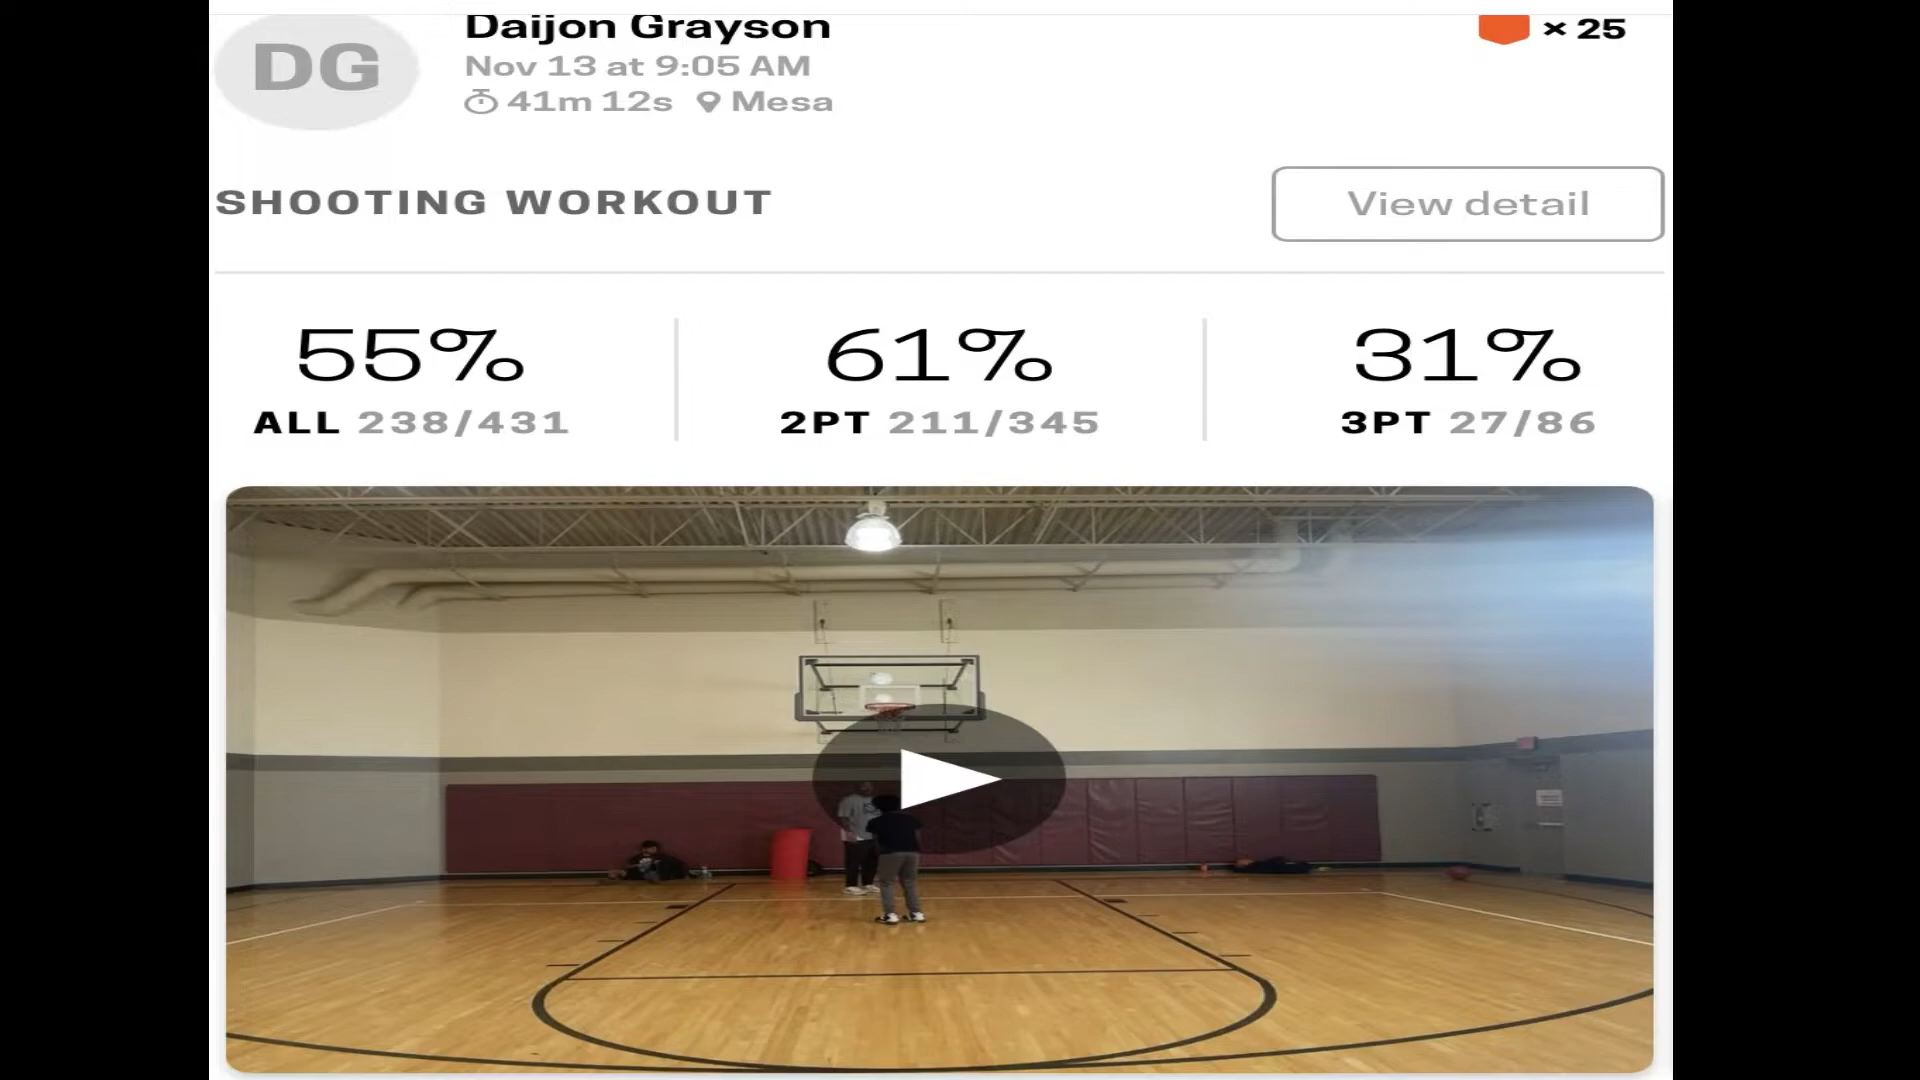 DG
Daijon Grayson
× 25
Nov 13 at 9:05 AM
41m 12s Mesa
SHOOTING WORKOUT
View detail
55%
61%
31%
ALL 238/431
2PT 211/345
3PT 27/86